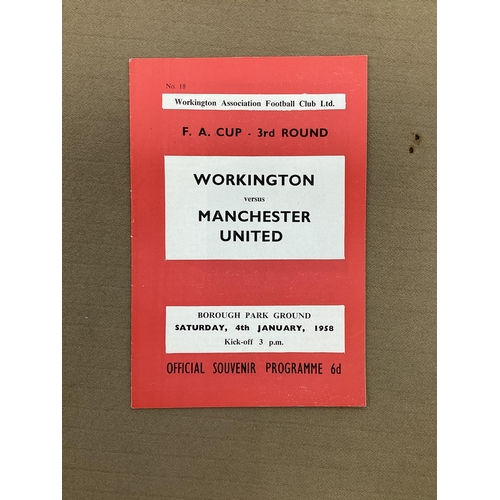 No. 18
Workington Association Football Club Ltd.
F. A. CUP - 3rd ROUND
WORKINGTON
versus
MANCHESTER
UNITED
BOROUGH PARK GROUND
SATURDAY, 4th JANUARY, 1958
Kick-off 3 p.m.
OFFICIAL SOUVENIR PROGRAMME 6d